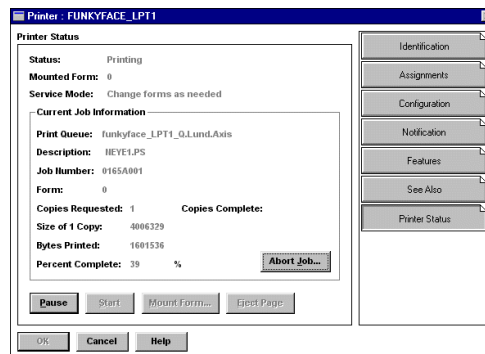 Printer : FUNKYFACE_LPT1
Printer Status
Status: Printing
Mounted Form: 0
Service Mode: Change forms as needed
Current Job Information
Print Queue: funkyface_LPT1_Q.Lund.Axis
Description: NEYE1.PS
Job Number: 0165A001
Form: 0
Copies Requested: 1 Copies Complete:
Size of 1 Copy: 4006329
Bytes Printed: 1601536
Percent Complete: 39 %
Abort Job...
Pause Start Mount Form... Eject Page
OK Cancel Help
Identification
Assignments
Configuration
Notification
Features
See Also
Printer Status